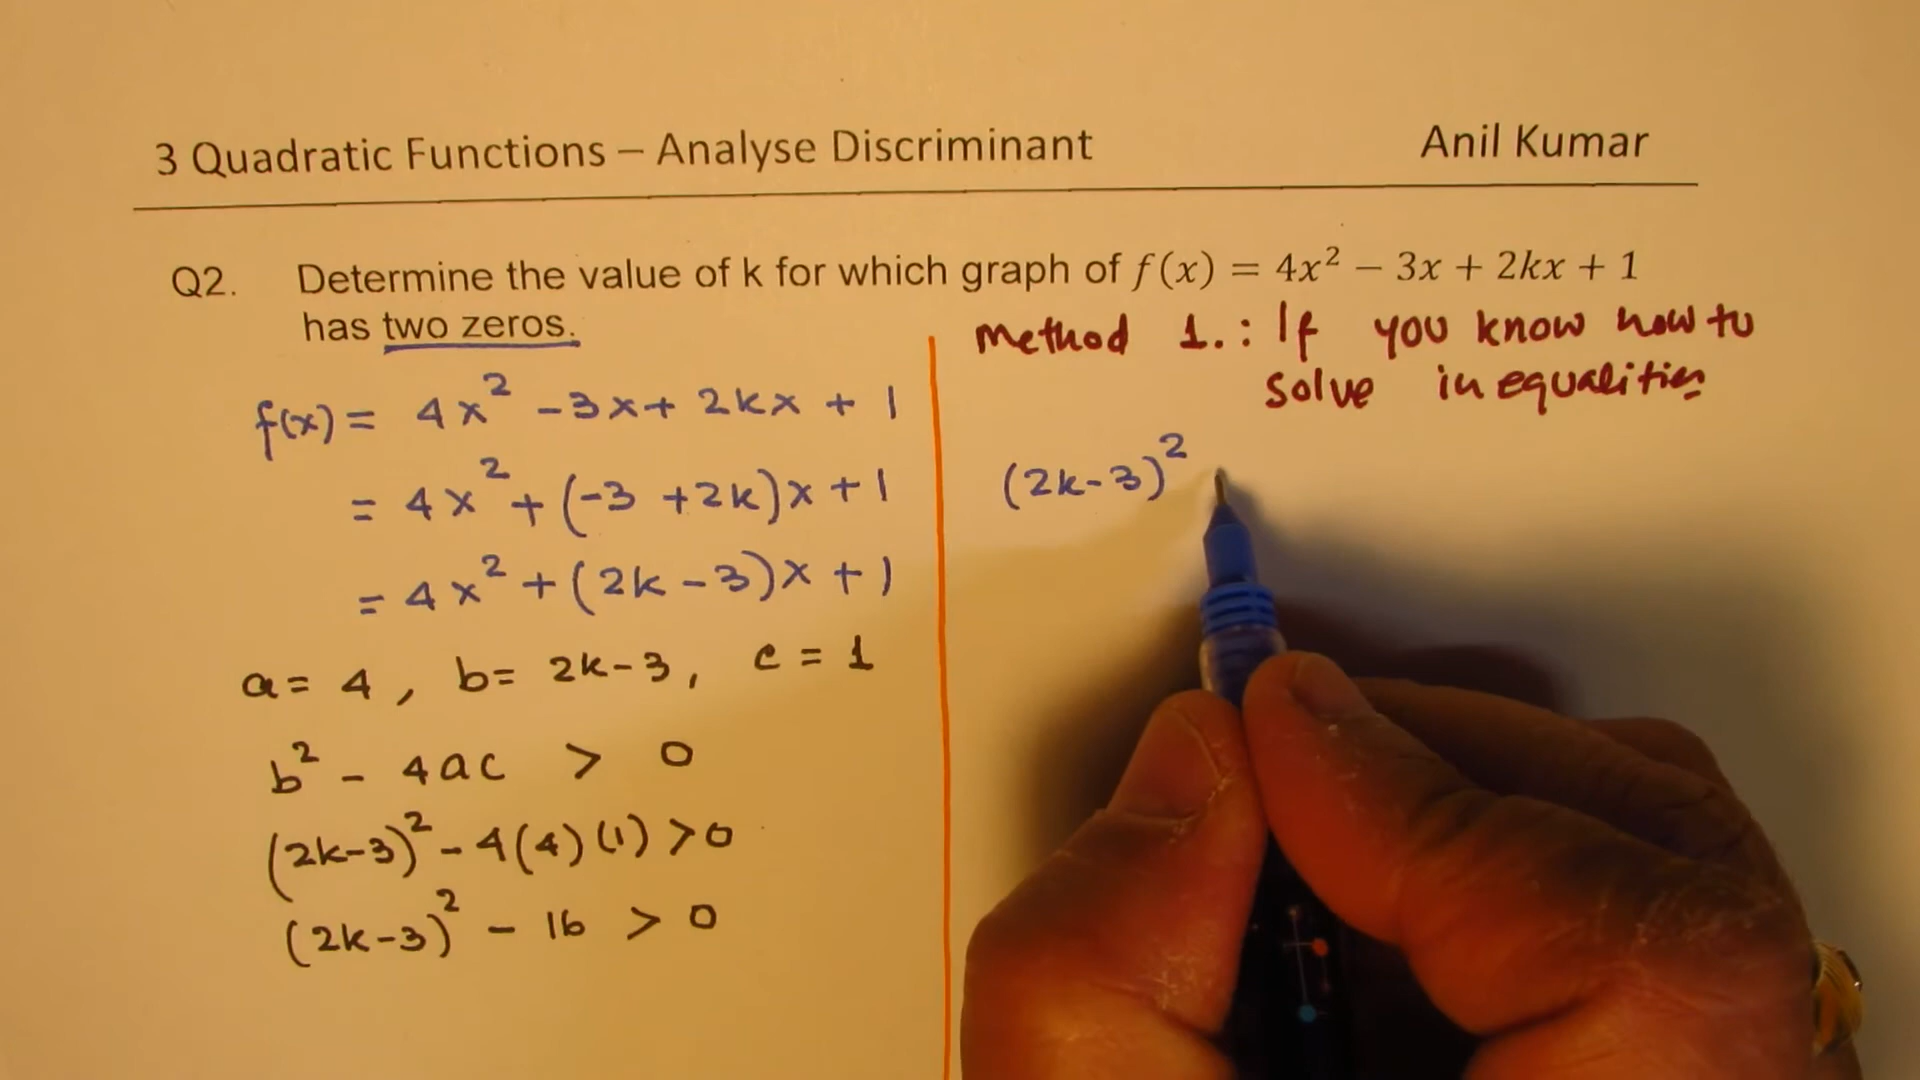 3 Quadratic Functions – Analyse Discriminant Anil Kumar
Q2. Determine the value of k for which graph of f(x) = 4x² − 3x + 2kx + 1
has two zeros.
f(x) = 4x² - 3x + 2kx + 1
= 4x² + (-3 + 2k)x + 1
= 4x² + (2k - 3)x + 1
a = 4 , b = 2k - 3 , c = 1
b² - 4ac > 0
(2k-3)² - 4(4)(1) > 0
(2k-3)² - 16 > 0
Method 1. : If you know how to
solve inequalities
(2k-3)²